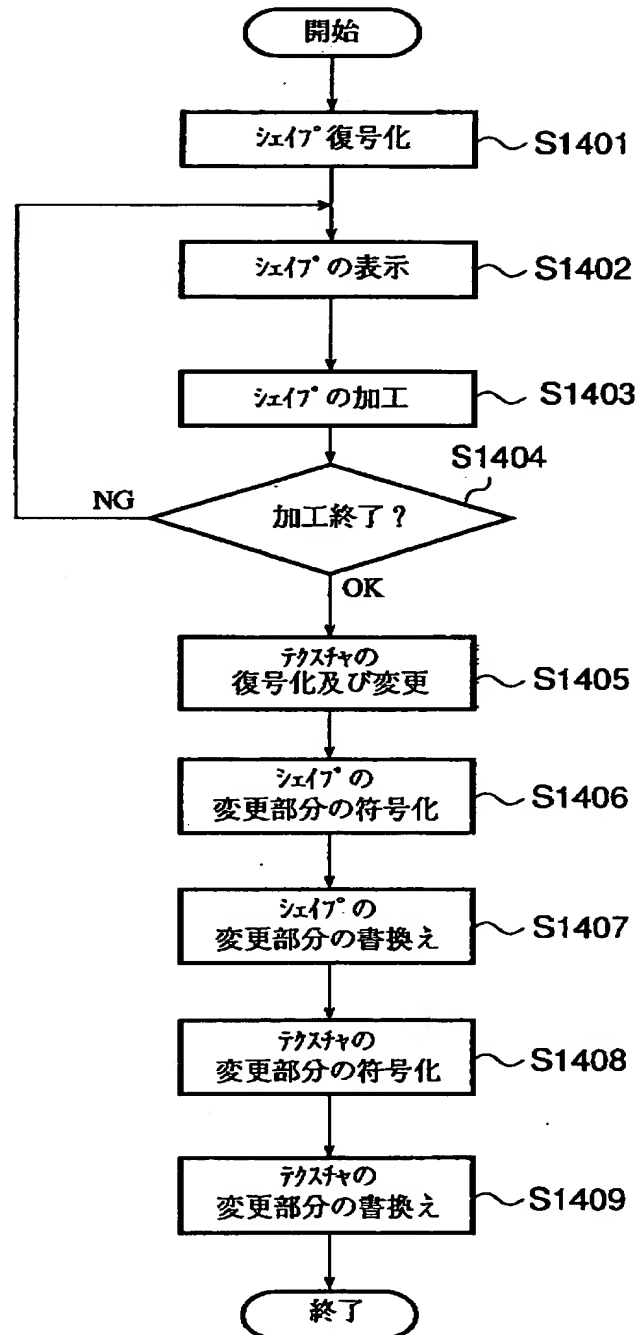 開始
ｼｪｲﾌﾟ復号化
S1401
ｼｪｲﾌﾟの表示
S1402
ｼｪｲﾌﾟの加工
S1403
S1404
NG
加工終了？
OK
ﾃｸｽﾁｬの
復号化及び変更
S1405
ｼｪｲﾌﾟの
変更部分の符号化
S1406
ｼｪｲﾌﾟの
変更部分の書換え
S1407
ﾃｸｽﾁｬの
変更部分の符号化
S1408
ﾃｸｽﾁｬの
変更部分の書換え
S1409
終了